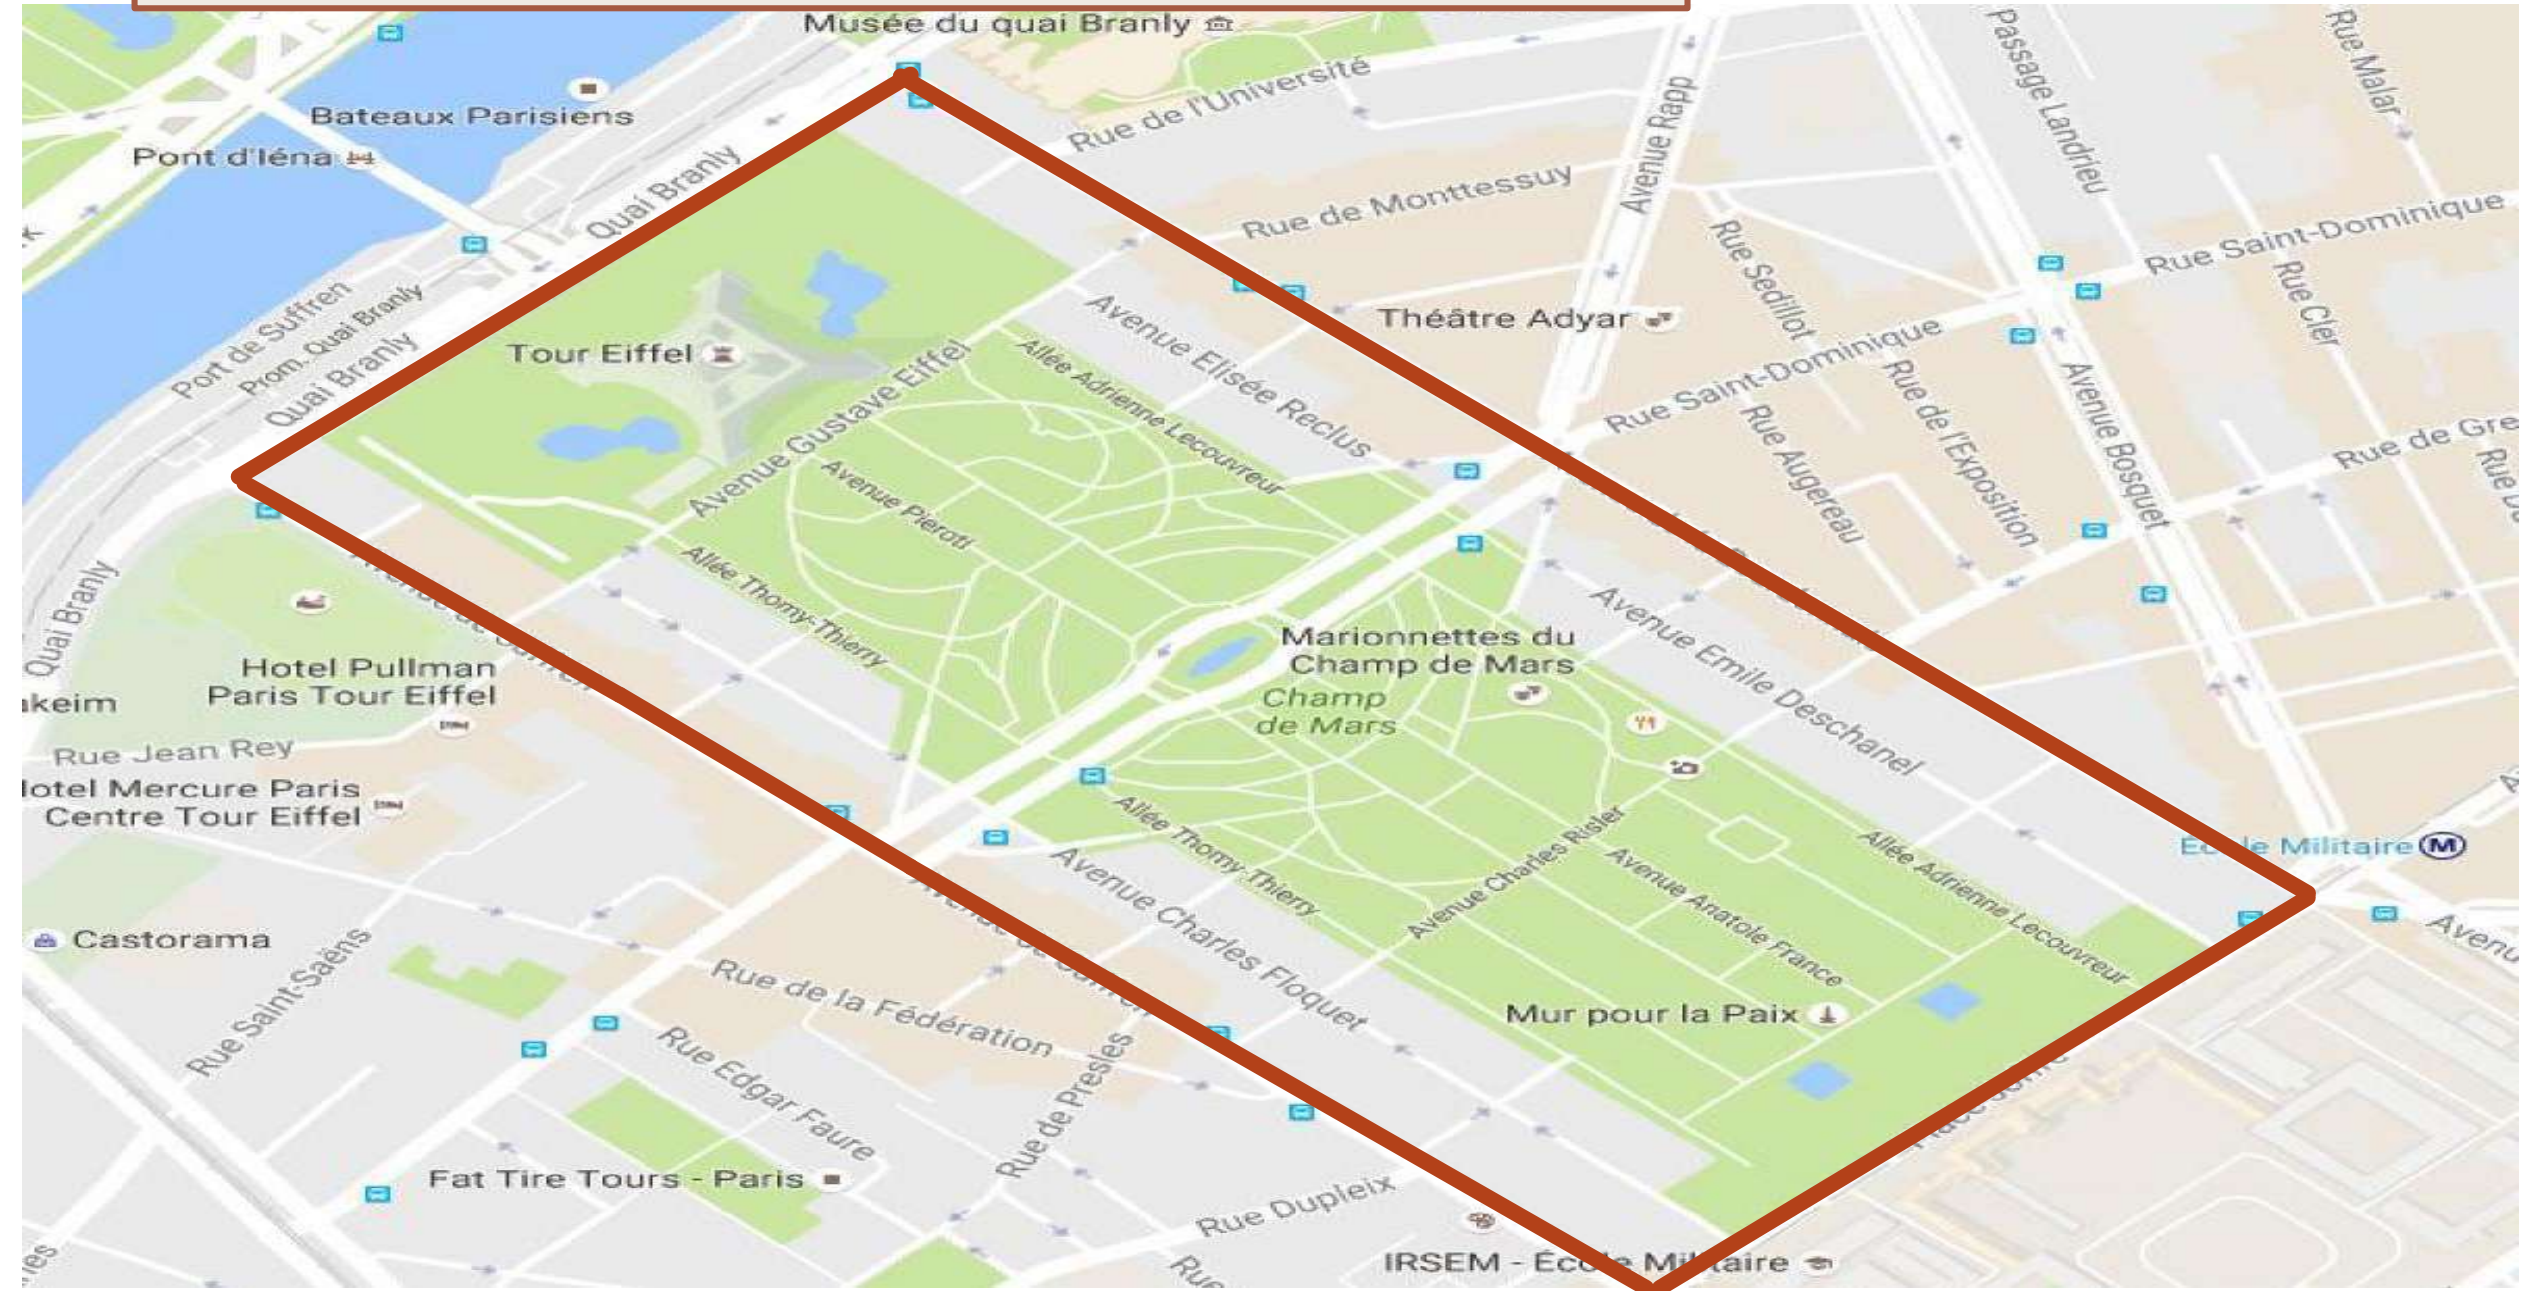 Musée du quai Branly
Bateaux Parisiens
Pont d'Iéna
Quai Branly
Rue de l'Université
Avenue Rapp
Passage Landrieu
Rue Malar
Rue de Monttessuy
Rue Saint-Dominique
Rue Sedillot
Rue Cler
Port de Suffren
Prom. Quai Branly
Quai Branly
Tour Eiffel
Avenue Elisée Reclus
Théâtre Adyar
Allée Adrienne Lecouvreur
Avenue Gustave Eiffel
Rue Saint-Dominique
Rue de l'Exposition
Rue Augereau
Avenue Bosquet
Rue de Gre
Avenue Pieroti
Allée Thomy-Thierry
Quai Branly
Avenue Emile Deschanel
Marionnettes du
Champ de Mars
Champ
de Mars
Hotel Pullman
Paris Tour Eiffel
akeim
Rue Jean Rey
Hotel Mercure Paris
Centre Tour Eiffel
Allée Thomy Thierry
Avenue Charles Risler
Avenue Anatole France
Allée Adrienne Lecouvreur
École Militaire M
Avenue Charles Floquet
Castorama
Rue Saint-Saëns
Rue de la Fédération
Avenu
Mur pour la Paix
Rue Edgar Faure
Rue de Presles
Fat Tire Tours - Paris
Rue Dupleix
IRSEM - École Militaire
Rue